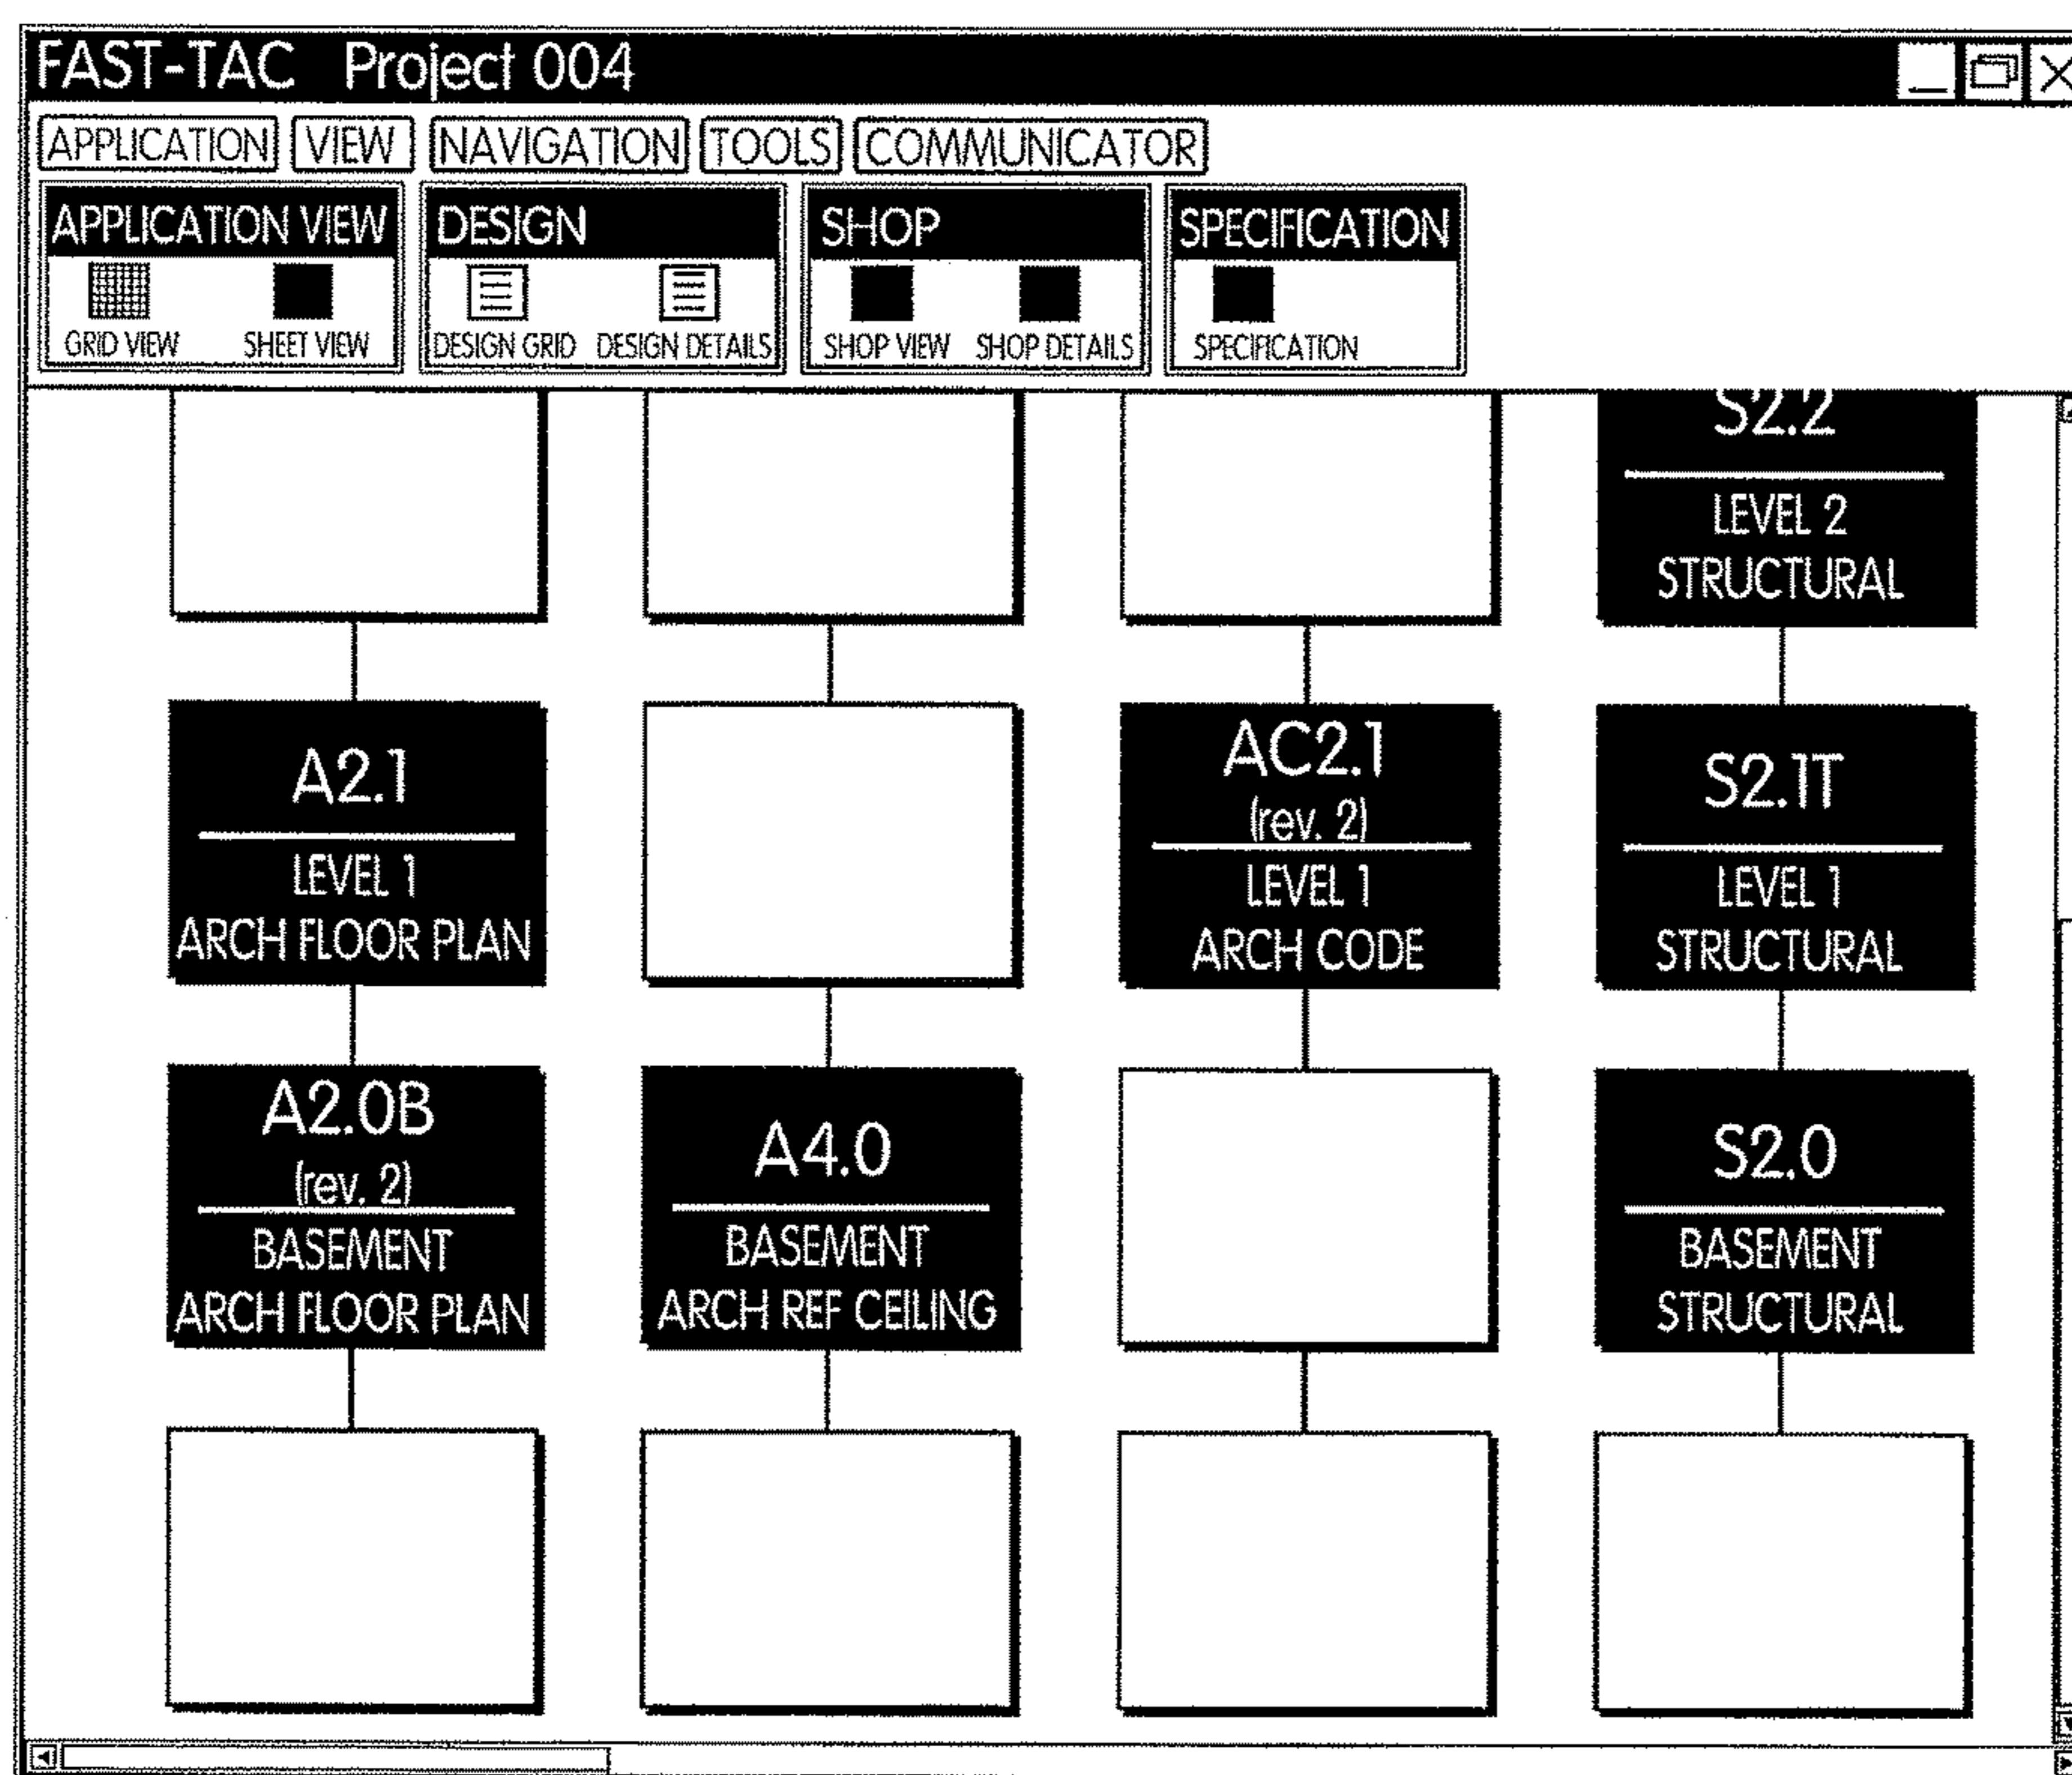 FAST-TAC Project 004
APPLICATION VIEW NAVIGATION TOOLS COMMUNICATOR
APPLICATION VIEW DESIGN SHOP SPECIFICATION
GRID VIEW SHEET VIEW DESIGN GRID DESIGN DETAILS SHOP VIEW SHOP DETAILS SPECIFICATION
S2.2
LEVEL 2
STRUCTURAL
A2.1
LEVEL 1
ARCH FLOOR PLAN
AC2.1
(rev. 2)
LEVEL 1
ARCH CODE
S2.1T
LEVEL 1
STRUCTURAL
A2.0B
(rev. 2)
BASEMENT
ARCH FLOOR PLAN
A4.0
BASEMENT
ARCH REF CEILING
S2.0
BASEMENT
STRUCTURAL